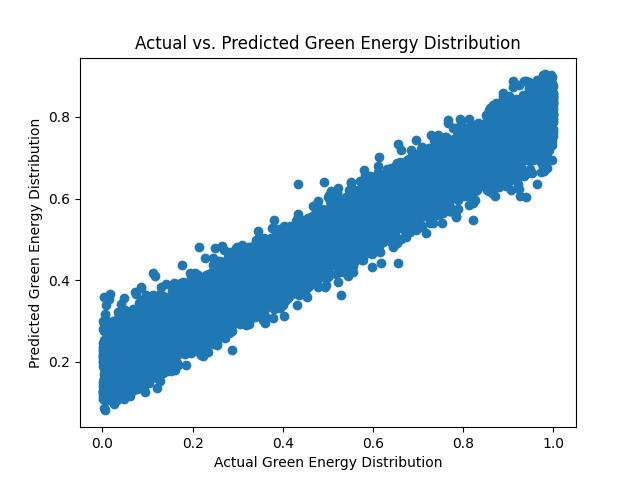 Actual vs. Predicted Green Energy Distribution
Predicted Green Energy Distribution
0.8
0.6
0.4
0.2
0.0 0.2 0.4 0.6 0.8 1.0
Actual Green Energy Distribution